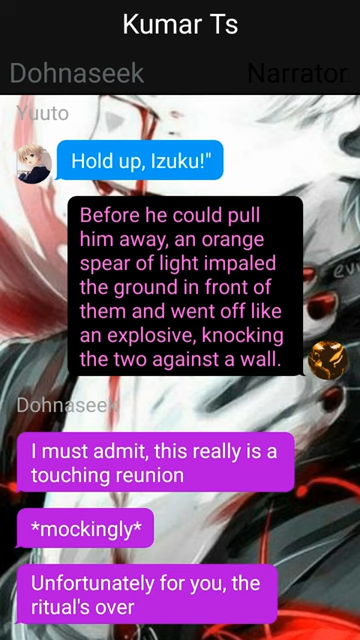 Kumar Ts
Dohnaseek
Narrator
Yuuto
Hold up, Izuku!"
Before he could pull
him away, an orange
spear of light impaled
the ground in front of
them and went off like
an explosive, knocking
the two against a wall.
Dohnaseek
I must admit, this really is a
touching reunion
*mockingly*
Unfortunately for you, the
ritual's over